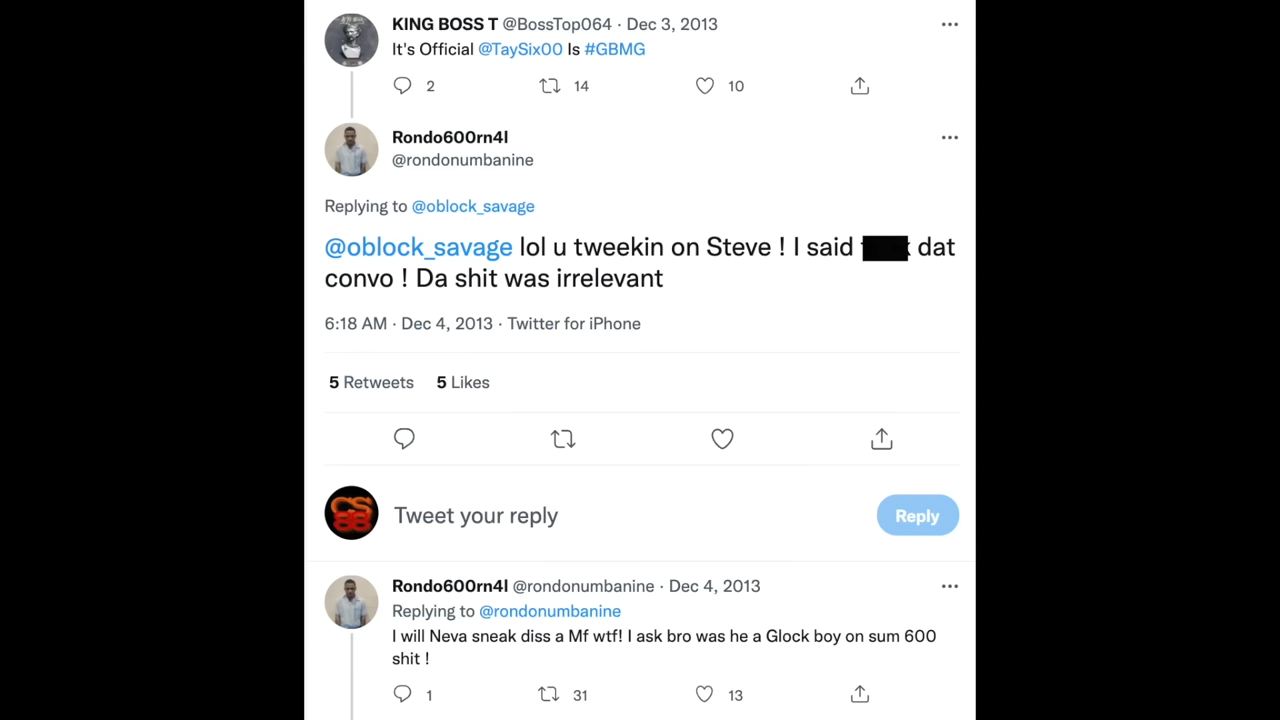 KING BOSS T @BossTop064 · Dec 3, 2013
It's Official @TaySix00 Is #GBMG
2 14 10
Rondo600rn4l
@rondonumbanine
Replying to @oblock_savage
@oblock_savage lol u tweekin on Steve ! I said dat
convo ! Da shit was irrelevant
6:18 AM · Dec 4, 2013 · Twitter for iPhone
5 Retweets 5 Likes
CS
88
Tweet your reply
Reply
Rondo600rn4l @rondonumbanine · Dec 4, 2013
Replying to @rondonumbanine
I will Neva sneak diss a Mf wtf! I ask bro was he a Glock boy on sum 600
shit !
1 31 13